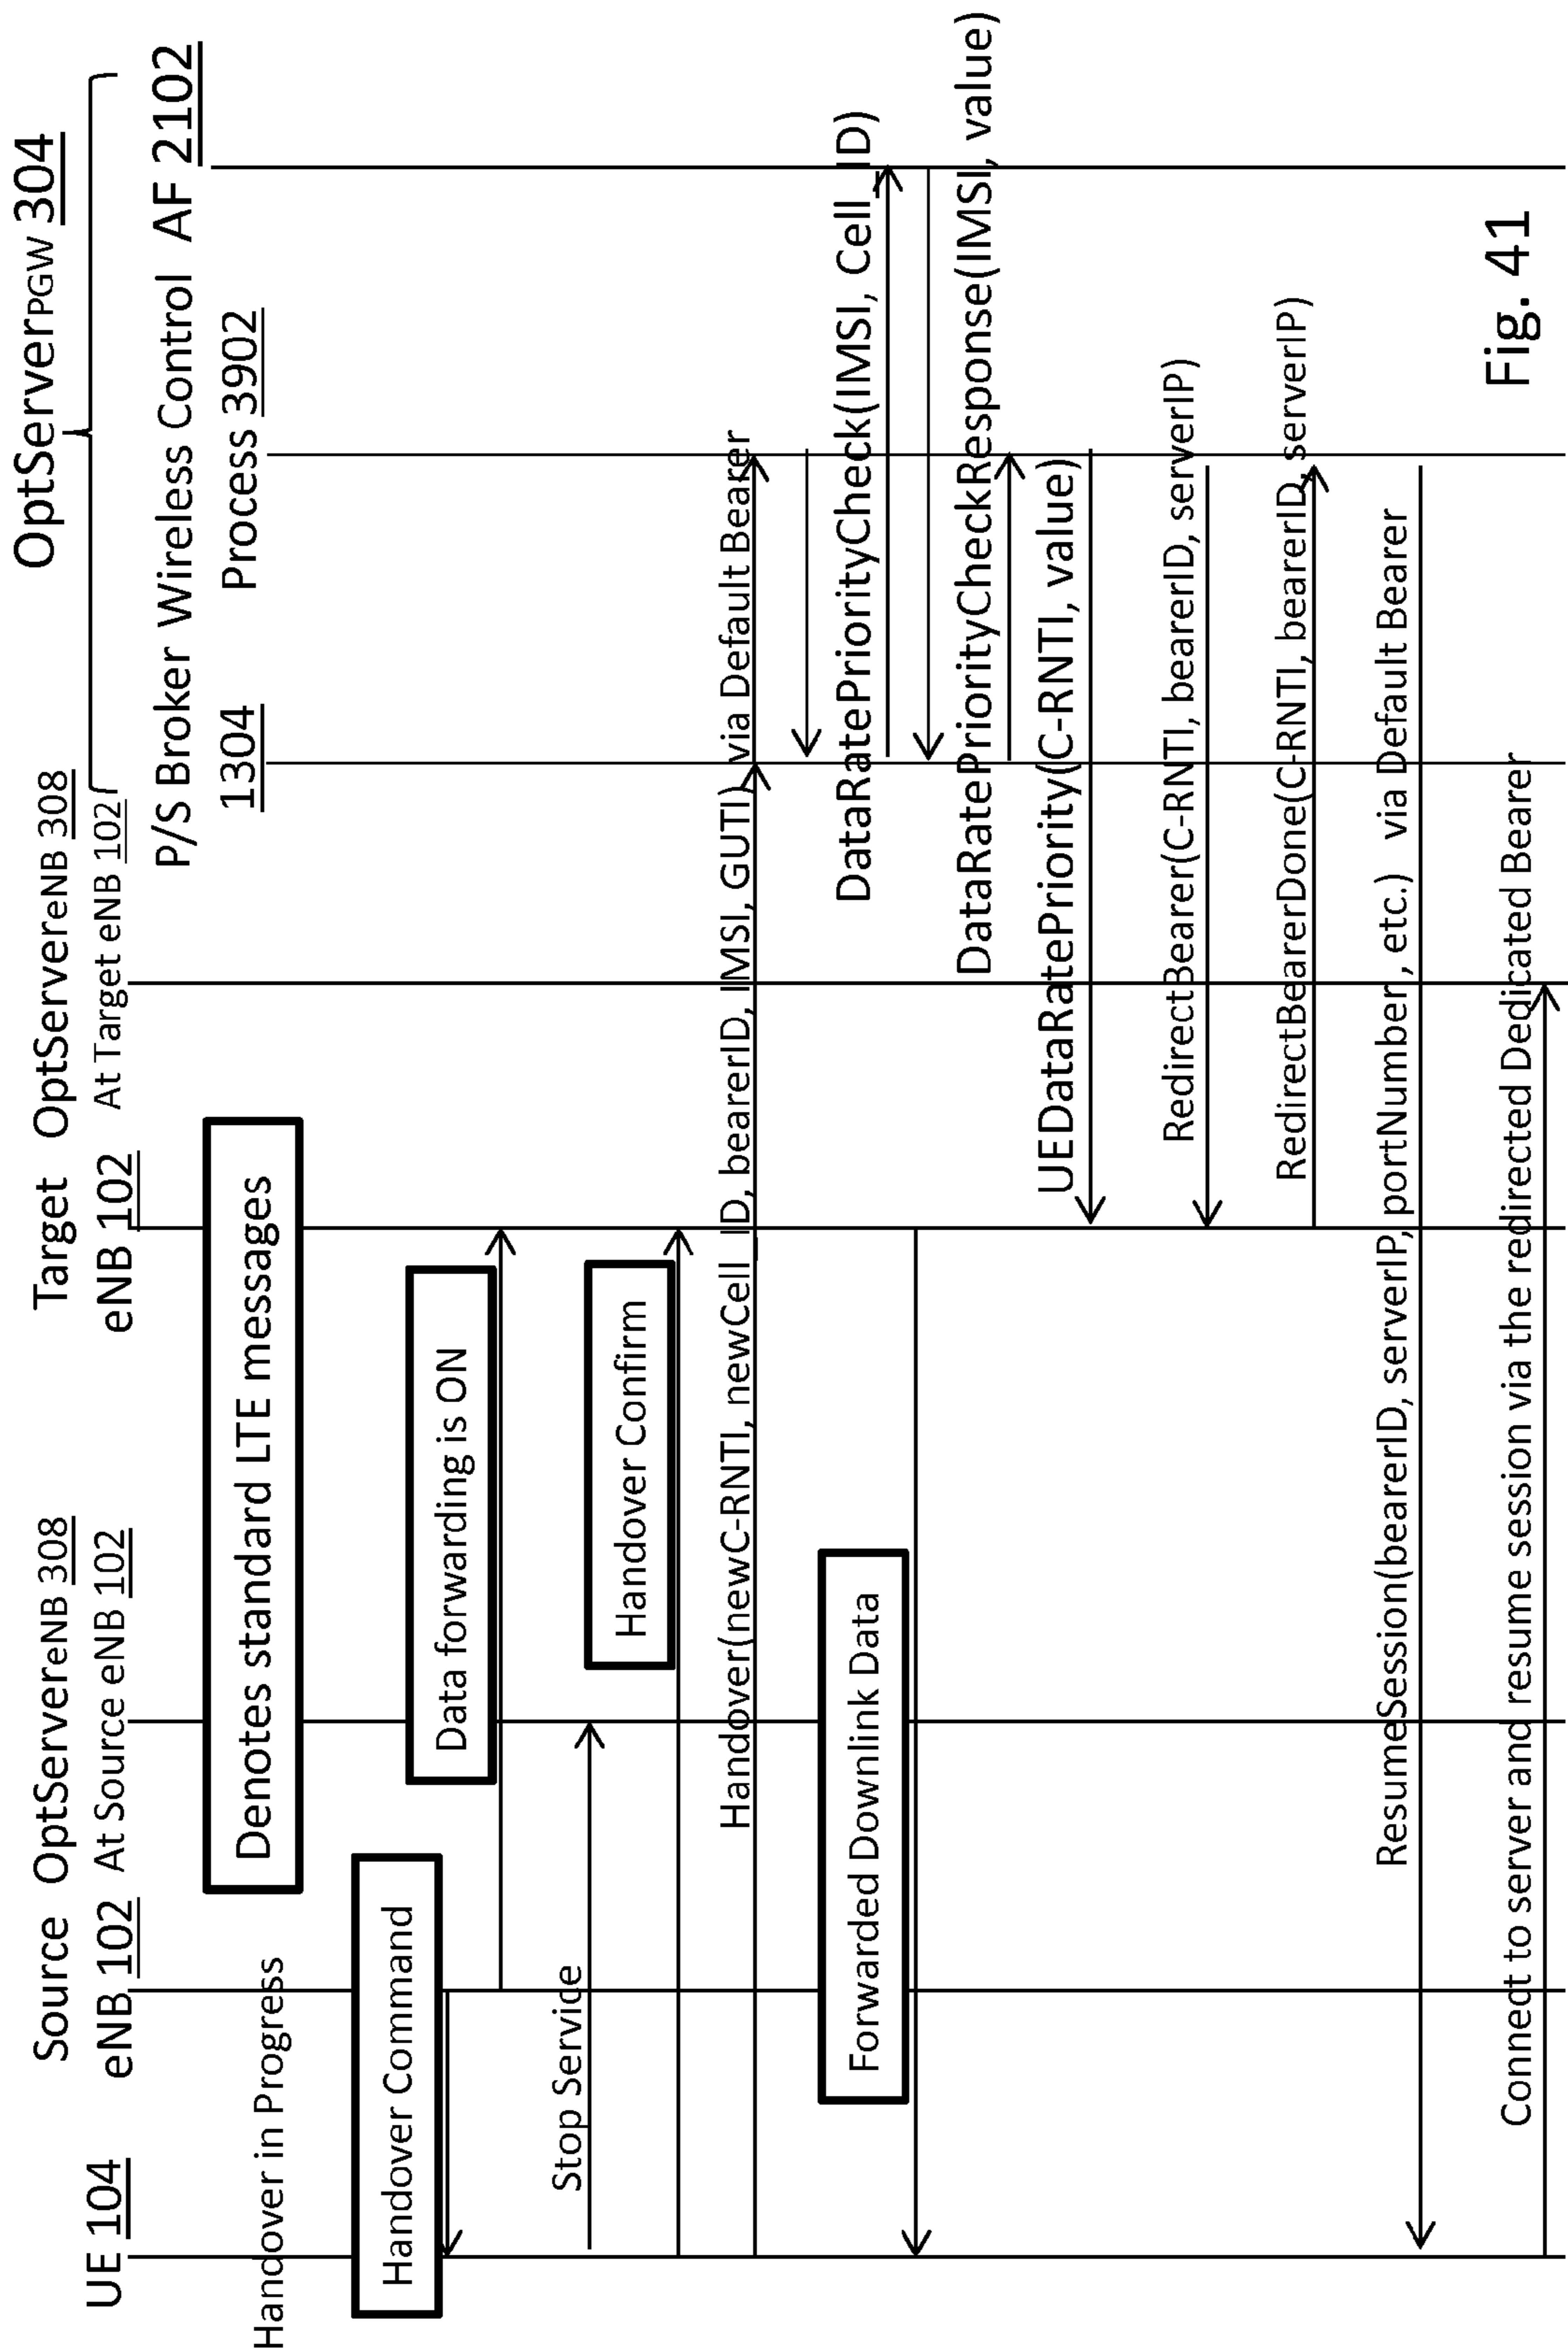 OptServerPGW 304
Source OptServereNB 308 Target OptServereNB 308
UE 104 eNB 102 At Source eNB 102 eNB 102 At Target eNB 102
P/S Broker Wireless Control AF 2102
1304 Process 3902
Denotes standard LTE messages
Handover in Progress
Handover Command
Data forwarding is ON
Stop Service
Handover Confirm
Handover(newC-RNTI, newCell_ID, bearerID, IMSI, GUTI) via Default Bearer
Forwarded Downlink Data
DataRatePriorityCheck(IMSI, Cell_ID)
DataRatePriorityCheckResponse(IMSI, value)
UEDataRatePriority(C-RNTI, value)
RedirectBearer(C-RNTI, bearerID, serverIP)
RedirectBearerDone(C-RNTI, bearerID, serverIP)
ResumeSession(bearerID, serverIP, portNumber, etc.) via Default Bearer
Connect to server and resume session via the redirected Dedicated Bearer
Fig. 41